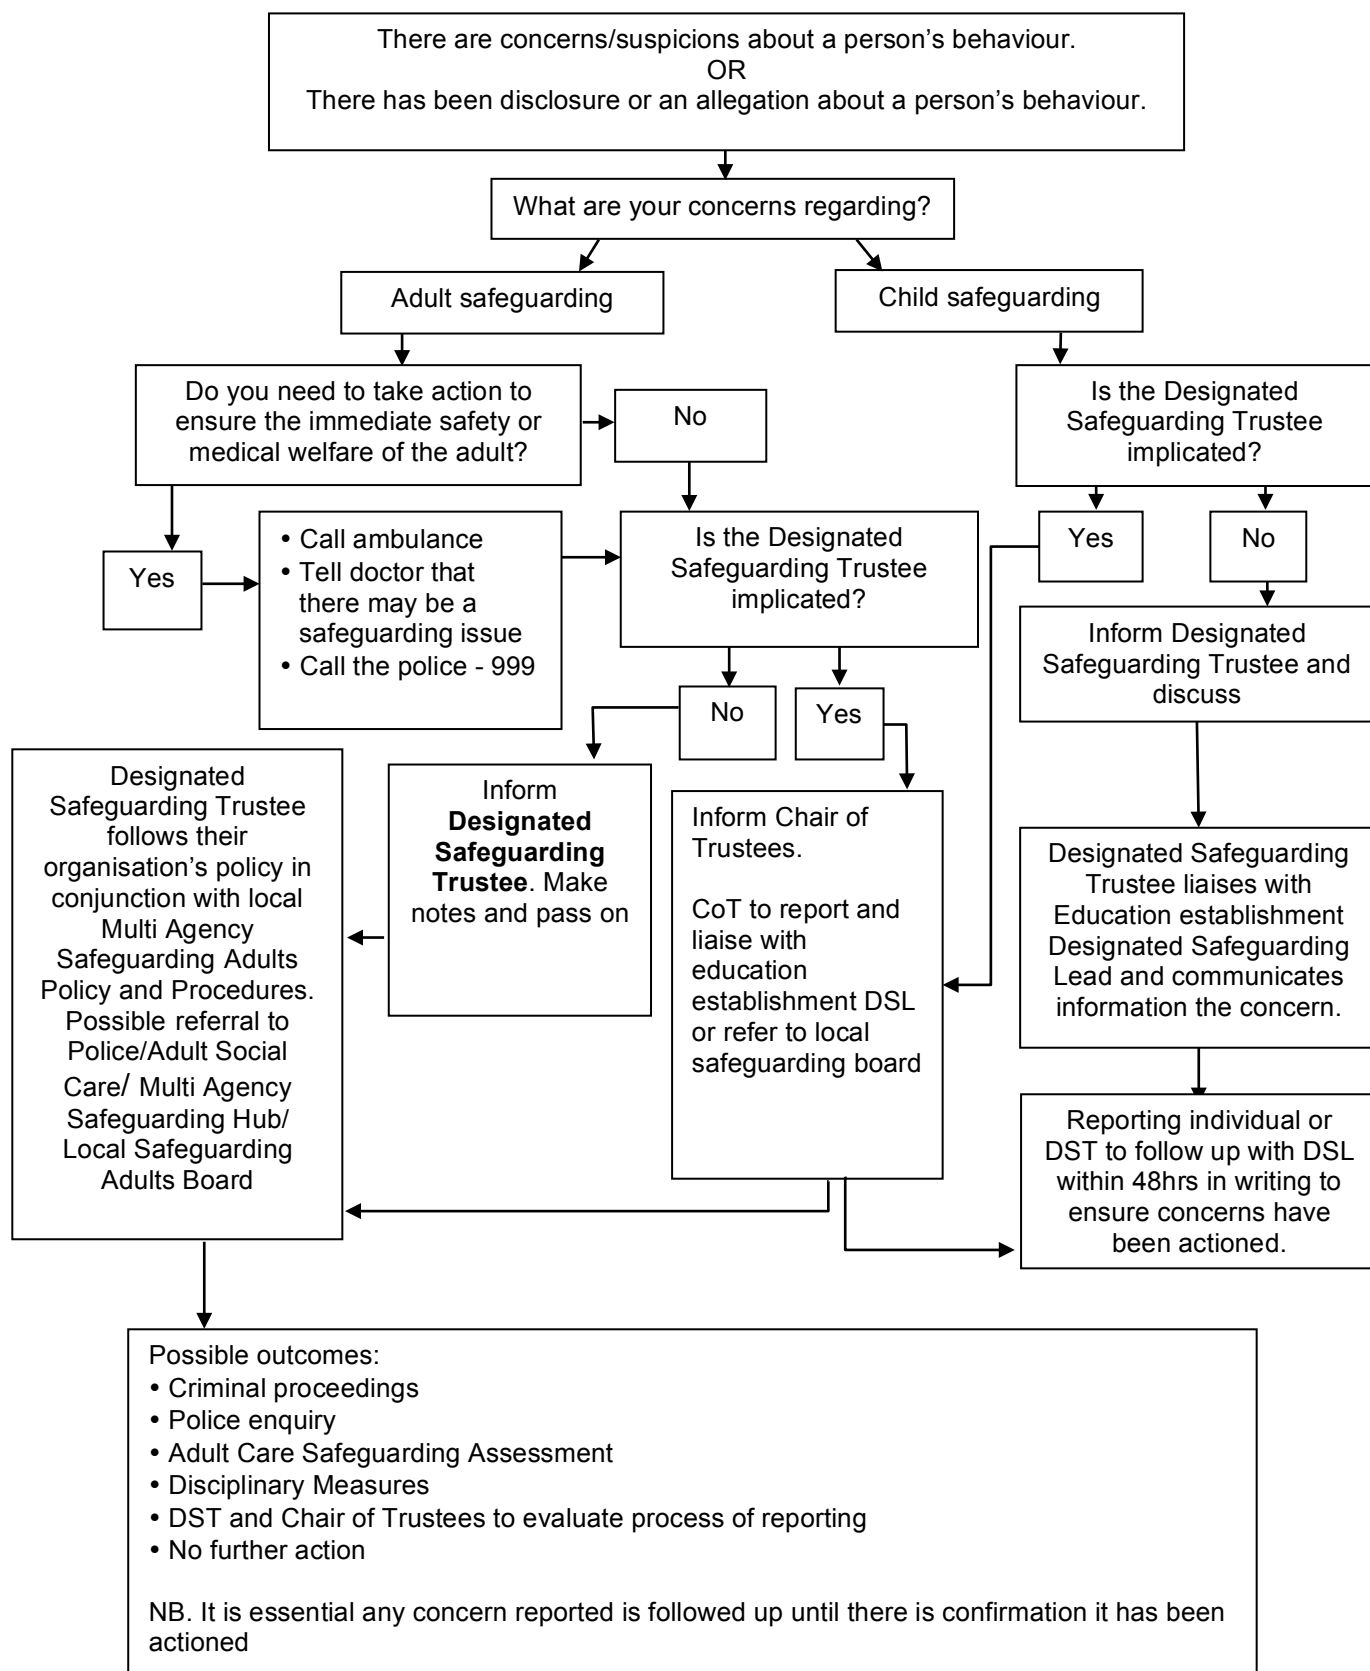 There are concerns/suspicions about a person’s behaviour.
OR
There has been disclosure or an allegation about a person’s behaviour.
What are your concerns regarding?
Adult safeguarding
Child safeguarding
Do you need to take action to
ensure the immediate safety or
medical welfare of the adult?
No
Is the Designated
Safeguarding Trustee
implicated?
Yes
• Call ambulance
• Tell doctor that
there may be a
safeguarding issue
• Call the police - 999
Is the Designated
Safeguarding Trustee
implicated?
Yes
No
Inform Designated
Safeguarding Trustee and
discuss
No
Yes
Designated
Safeguarding Trustee
follows their
organisation’s policy in
conjunction with local
Multi Agency
Safeguarding Adults
Policy and Procedures.
Possible referral to
Police/Adult Social
Care/ Multi Agency
Safeguarding Hub/
Local Safeguarding
Adults Board
Inform
Designated
Safeguarding
Trustee. Make
notes and pass on
Inform Chair of
Trustees.
CoT to report and
liaise with
education
establishment DSL
or refer to local
safeguarding board
Designated Safeguarding
Trustee liaises with
Education establishment
Designated Safeguarding
Lead and communicates
information the concern.
Reporting individual or
DST to follow up with DSL
within 48hrs in writing to
ensure concerns have
been actioned.
Possible outcomes:
• Criminal proceedings
• Police enquiry
• Adult Care Safeguarding Assessment
• Disciplinary Measures
• DST and Chair of Trustees to evaluate process of reporting
• No further action
NB. It is essential any concern reported is followed up until there is confirmation it has been
actioned